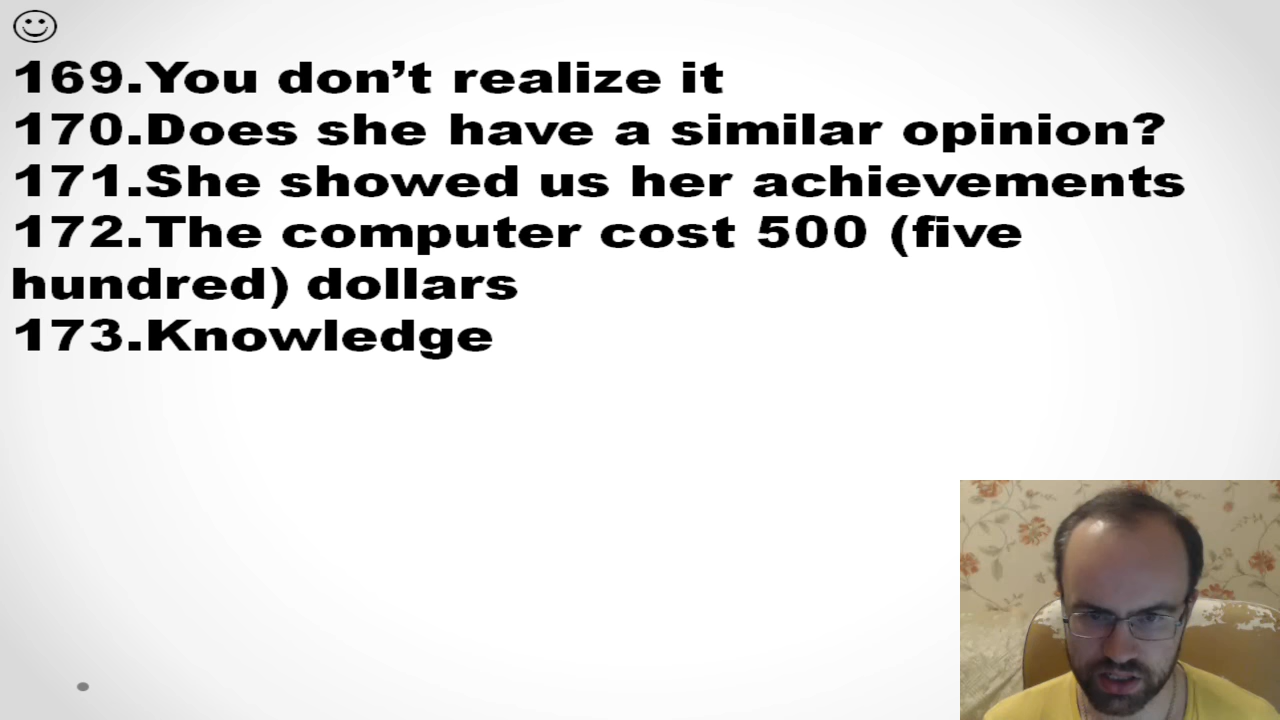 169.You don’t realize it
170.Does she have a similar opinion?
171.She showed us her achievements
172.The computer cost 500 (five
hundred) dollars
173.Knowledge